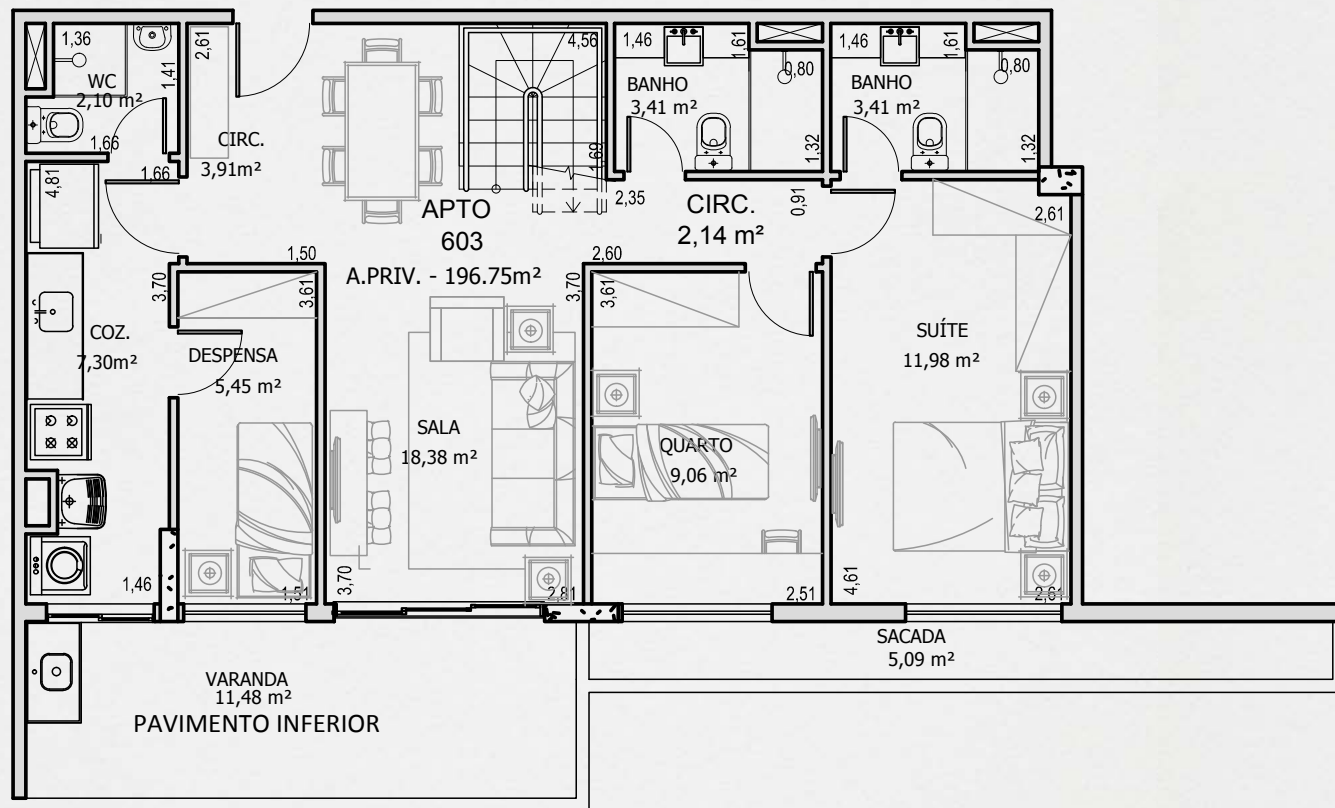 1,36
WC
2,10 m²
1,41
1,66
2,61
CIRC.
3,91m²
4,56
1,69
1,46
1,61
BANHO
3,41 m²
0,80
1,32
1,46
1,61
BANHO
3,41 m²
0,80
1,32
4,81
1,66
2,35
APTO
603
A.PRIV. - 196.75m²
CIRC.
2,14 m²
0,91
2,61
1,50
2,60
3,70
3,61
3,70
3,61
COZ.
7,30m²
DESPENSA
5,45 m²
SUÍTE
11,98 m²
SALA
18,38 m²
QUARTO
9,06 m²
1,46
1,51
3,70
2,81
2,51
4,61
2,61
SACADA
5,09 m²
VARANDA
11,48 m²
PAVIMENTO INFERIOR